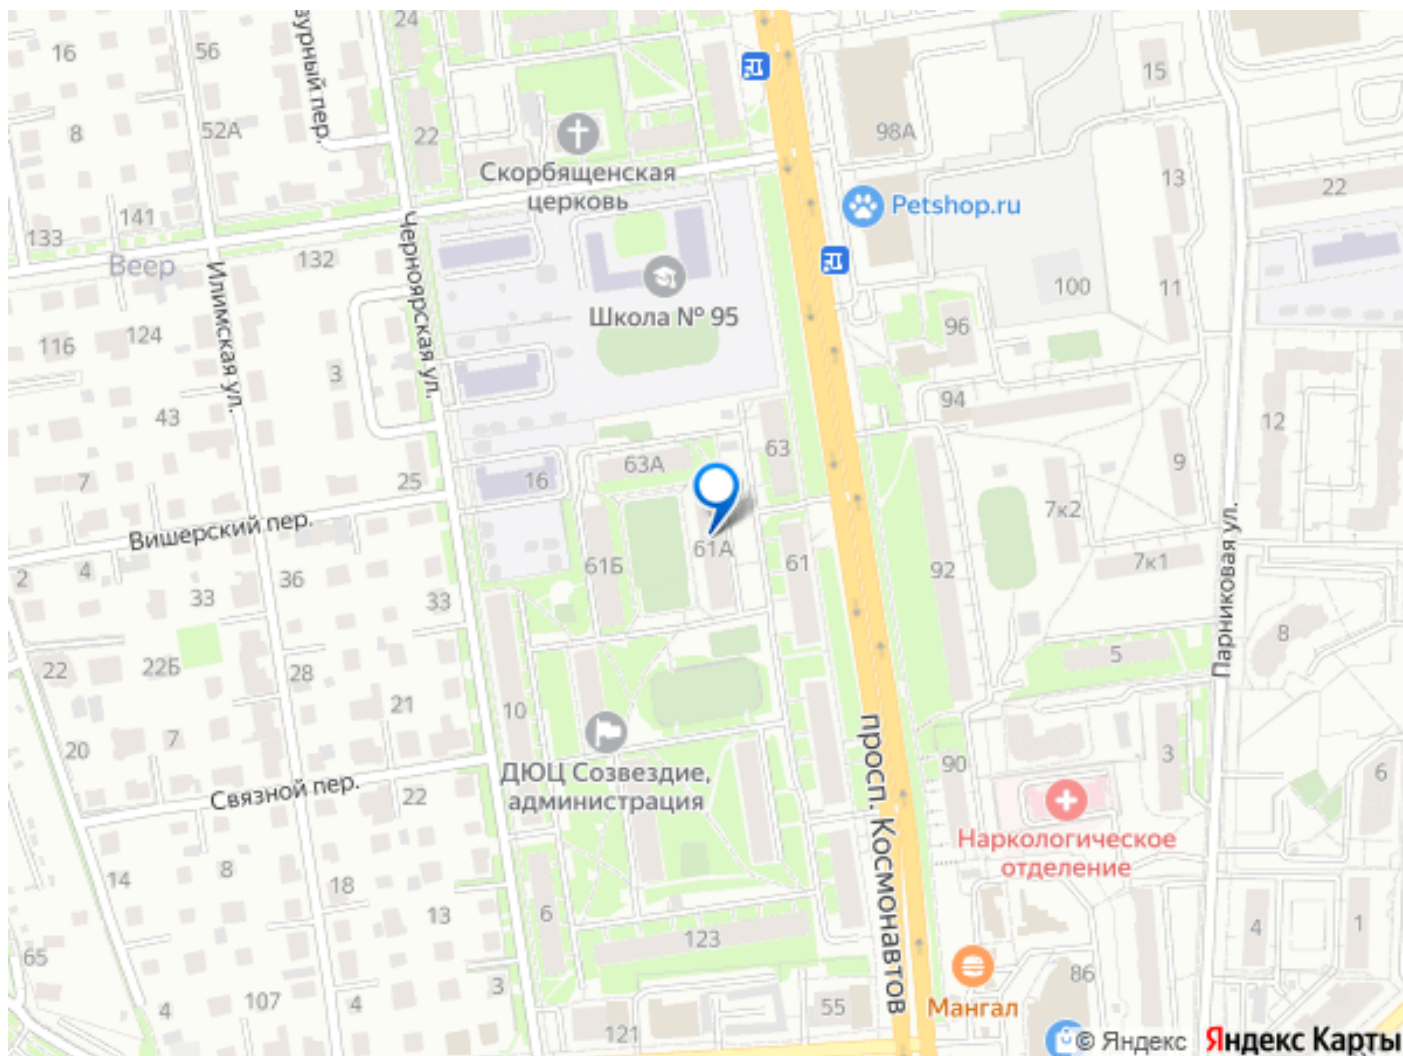 зурный пер.
24
16
56
8
52А
22
Скорбященская
церковь
98А
15
13
22
Petshop.ru
141
133
Веер
132
Илимская ул.
Черноярская ул.
Школа № 95
100
11
96
116
124
3
43
94
12
63
63А
9
7
25
16
Вишерский пер.
7к2
61А
61Б
61
92
7к1
Парниковая ул.
2
4
36
33
33
8
22
22Б
28
5
21
10
20
7
просп. Космонавтов
90
3
6
ДЮЦ Созвездие,
администрация
Связной пер.
22
Наркологическое
отделение
14
8
18
13
6
123
4
1
65
107
4
4
3
86
Мангал
55
121
© Яндекс
Яндекс Карты